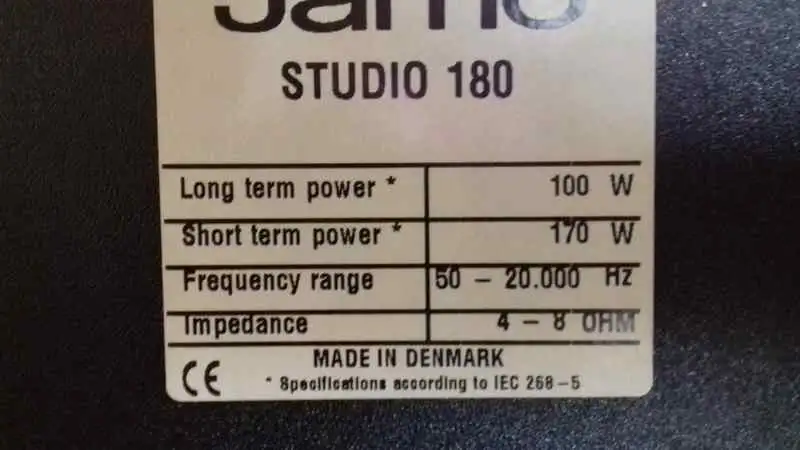 Jamo
STUDIO 180
Long term power * 100 W
Short term power * 170 W
Frequency range 50 – 20.000 Hz
Impedance 4 – 8 OHM
MADE IN DENMARK
CE * Specifications according to IEC 268-5